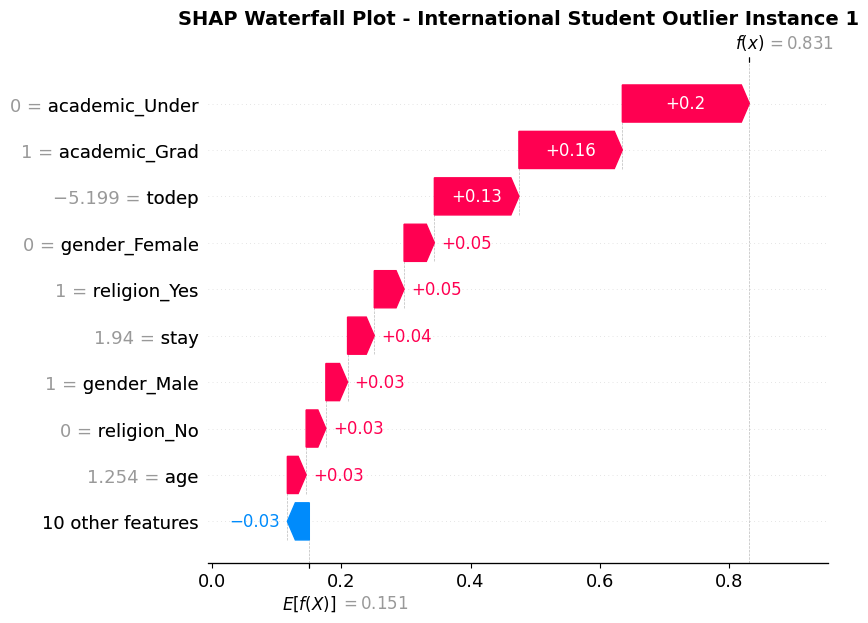 SHAP Waterfall Plot - International Student Outlier Instance 1
f(x) = 0.831
0 = academic_Under +0.2
1 = academic_Grad +0.16
−5.199 = todep +0.13
0 = gender_Female +0.05
1 = religion_Yes +0.05
1.94 = stay +0.04
1 = gender_Male +0.03
0 = religion_No +0.03
1.254 = age +0.03
10 other features −0.03
0.0 0.2 0.4 0.6 0.8
E[f(X)] = 0.151